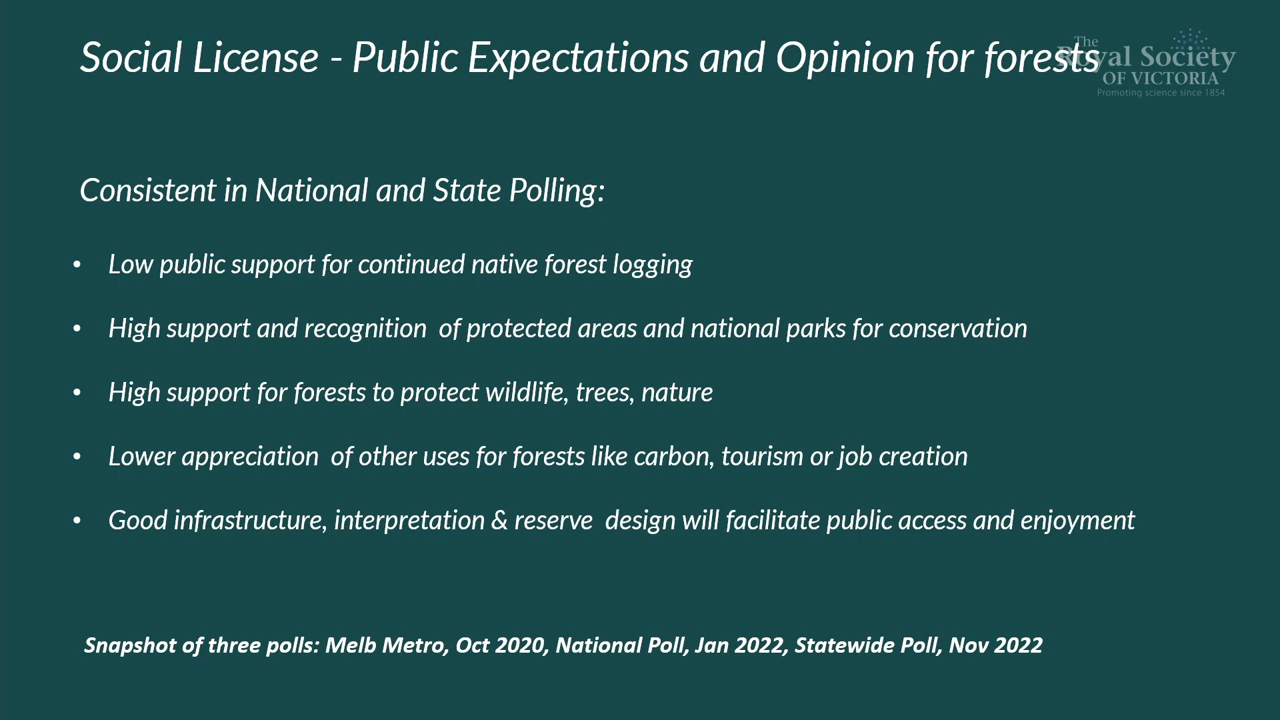 Social License - Public Expectations and Opinion for forests
The
Royal Society
OF VICTORIA
Promoting science since 1854
Consistent in National and State Polling:
• Low public support for continued native forest logging
• High support and recognition of protected areas and national parks for conservation
• High support for forests to protect wildlife, trees, nature
• Lower appreciation of other uses for forests like carbon, tourism or job creation
• Good infrastructure, interpretation & reserve design will facilitate public access and enjoyment
Snapshot of three polls: Melb Metro, Oct 2020, National Poll, Jan 2022, Statewide Poll, Nov 2022